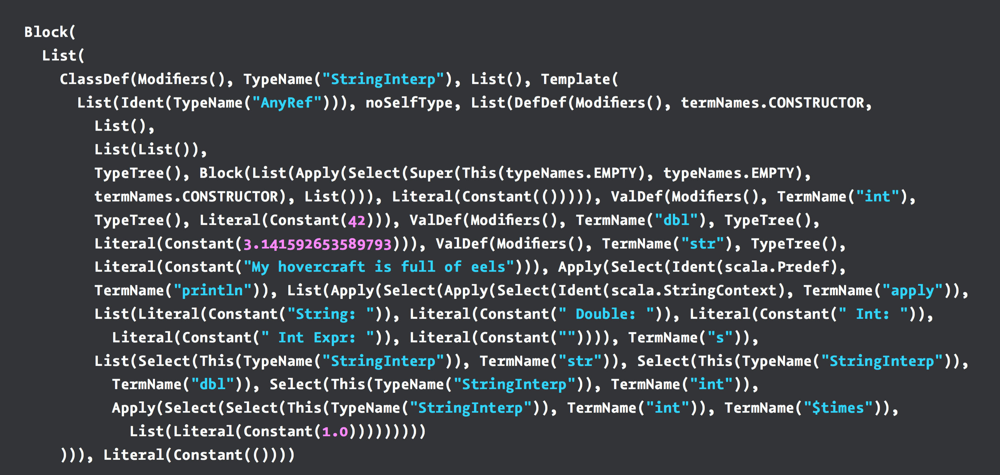 Block(
  List(
    ClassDef(Modifiers(), TypeName("StringInterp"), List(), Template(
      List(Ident(TypeName("AnyRef"))), noSelfType, List(DefDef(Modifiers(), termNames.CONSTRUCTOR,
        List(),
        List(List()),
        TypeTree(), Block(List(Apply(Select(Super(This(typeNames.EMPTY), typeNames.EMPTY),
        termNames.CONSTRUCTOR), List())), Literal(Constant(())))), ValDef(Modifiers(), TermName("int"),
        TypeTree(), Literal(Constant(42))), ValDef(Modifiers(), TermName("dbl"), TypeTree(),
        Literal(Constant(3.141592653589793))), ValDef(Modifiers(), TermName("str"), TypeTree(),
        Literal(Constant("My hovercraft is full of eels"))), Apply(Select(Ident(scala.Predef),
        TermName("println")), List(Apply(Select(Apply(Select(Ident(scala.StringContext), TermName("apply")),
        List(Literal(Constant("String: ")), Literal(Constant(" Double: ")), Literal(Constant(" Int: ")),
          Literal(Constant(" Int Expr: ")), Literal(Constant("")))), TermName("s")),
        List(Select(This(TypeName("StringInterp")), TermName("str")), Select(This(TypeName("StringInterp")),
          TermName("dbl")), Select(This(TypeName("StringInterp")), TermName("int")),
          Apply(Select(Select(This(TypeName("StringInterp")), TermName("int")), TermName("$times")),
            List(Literal(Constant(1.0)))))))))
    ))), Literal(Constant(())))